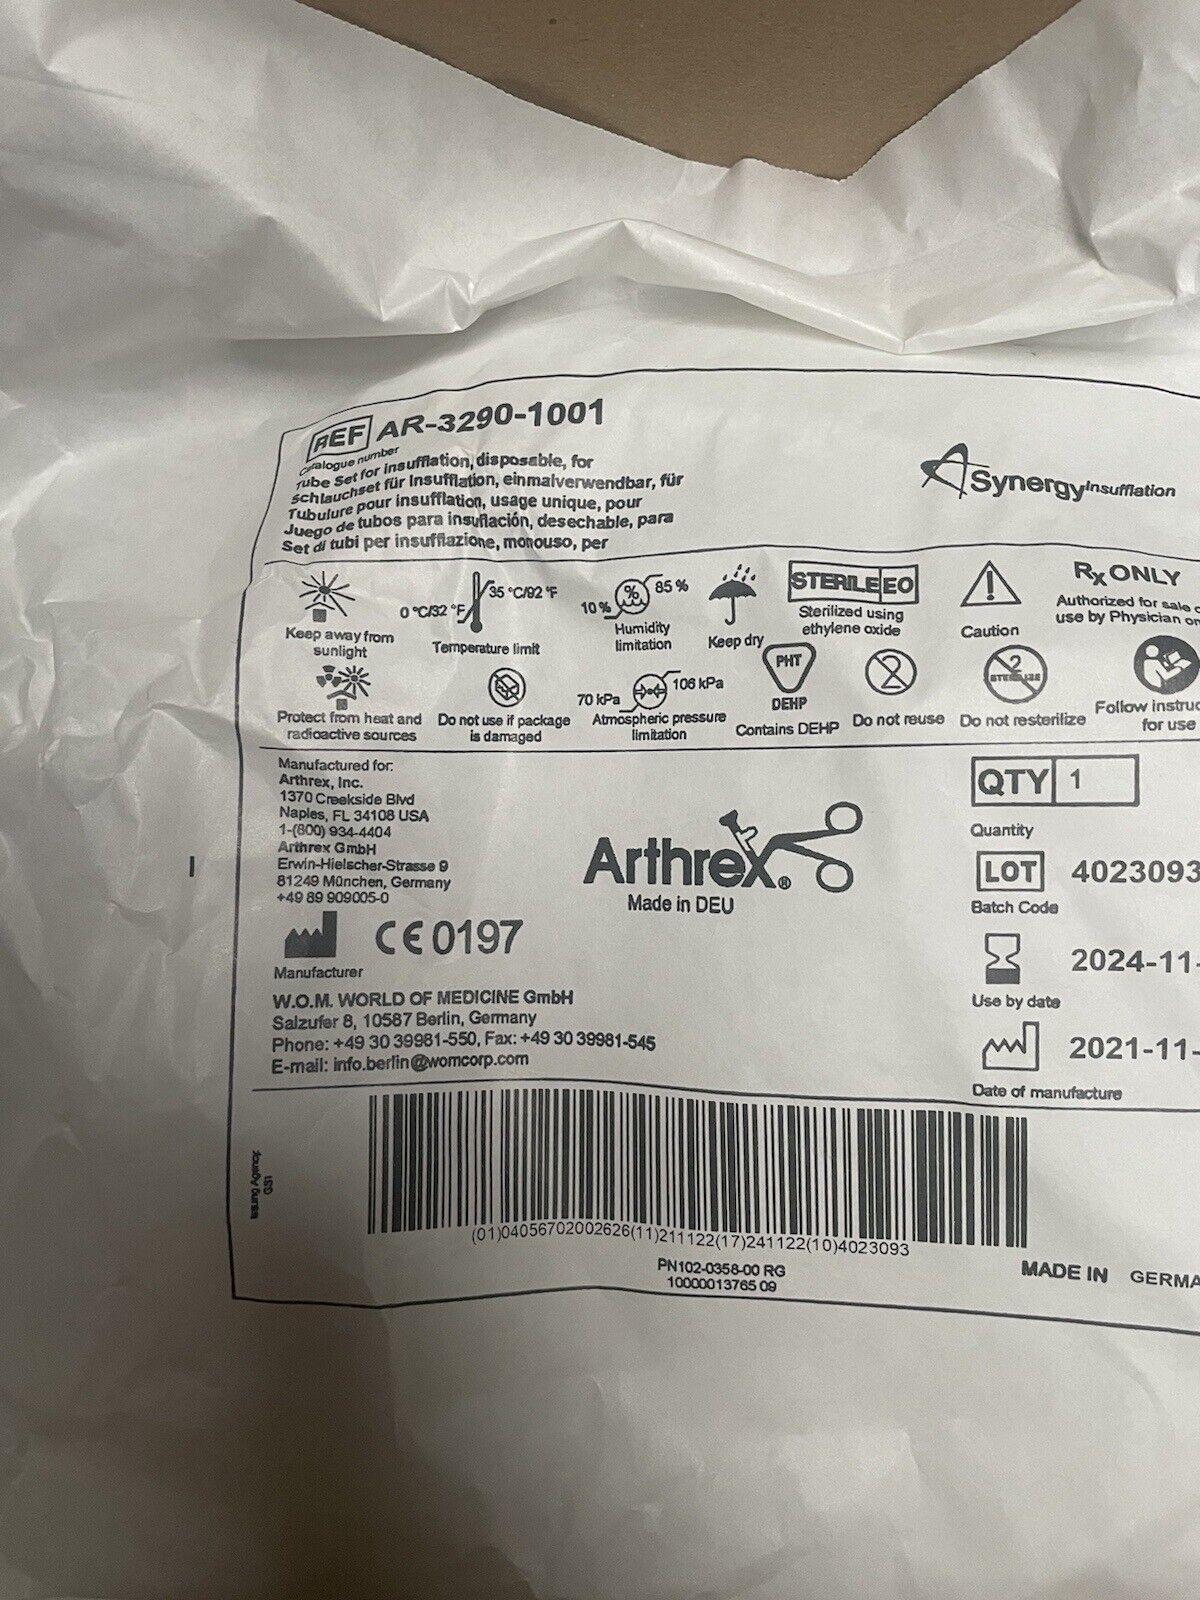 REF AR-3290-1001
Catalogue number
Tube Set for insufflation, disposable, for
Schlauchset für Insufflation, einmalverwendbar, für
Tubulure pour insufflation, usage unique, pour
Juego de tubos para insuflación, desechable, para
Set di tubi per insufflazione, monouso, per
Synergy Insufflation
Keep away from
sunlight
0 °C/32 °F
35 °C/92 °F
Temperature limit
10 %
%
85 %
Humidity
limitation
Keep dry
STERILE EO
Sterilized using
ethylene oxide
Caution
Rx ONLY
Authorized for sale
use by Physician
Protect from heat and
radioactive sources
Do not use if package
is damaged
70 kPa
106 kPa
Atmospheric pressure
limitation
PHT
DEHP
Contains DEHP
2
Do not reuse
2
STERILIZE
Do not resterilize
Follow instruc
for use
Manufactured for:
Arthrex, Inc.
1370 Creekside Blvd
Naples, FL 34108 USA
1-(800) 934-4404
Arthrex GmbH
Erwin-Hielscher-Strasse 9
81249 München, Germany
+49 89 909005-0
Manufacturer
CE 0197
W.O.M. WORLD OF MEDICINE GmbH
Salzufer 8, 10587 Berlin, Germany
Phone: +49 30 39981-550, Fax: +49 30 39981-545
E-mail: info.berlin@womcorp.com
Arthrex®
Made in DEU
QTY 1
Quantity
LOT 4023093
Batch Code
2024-11-
Use by date
2021-11-
Date of manufacture
Issuing Agency:
GS1
(01)04056702002626(11)211122(17)241122(10)4023093
PN102-0358-00 RG
10000013765 09
MADE IN GERMA